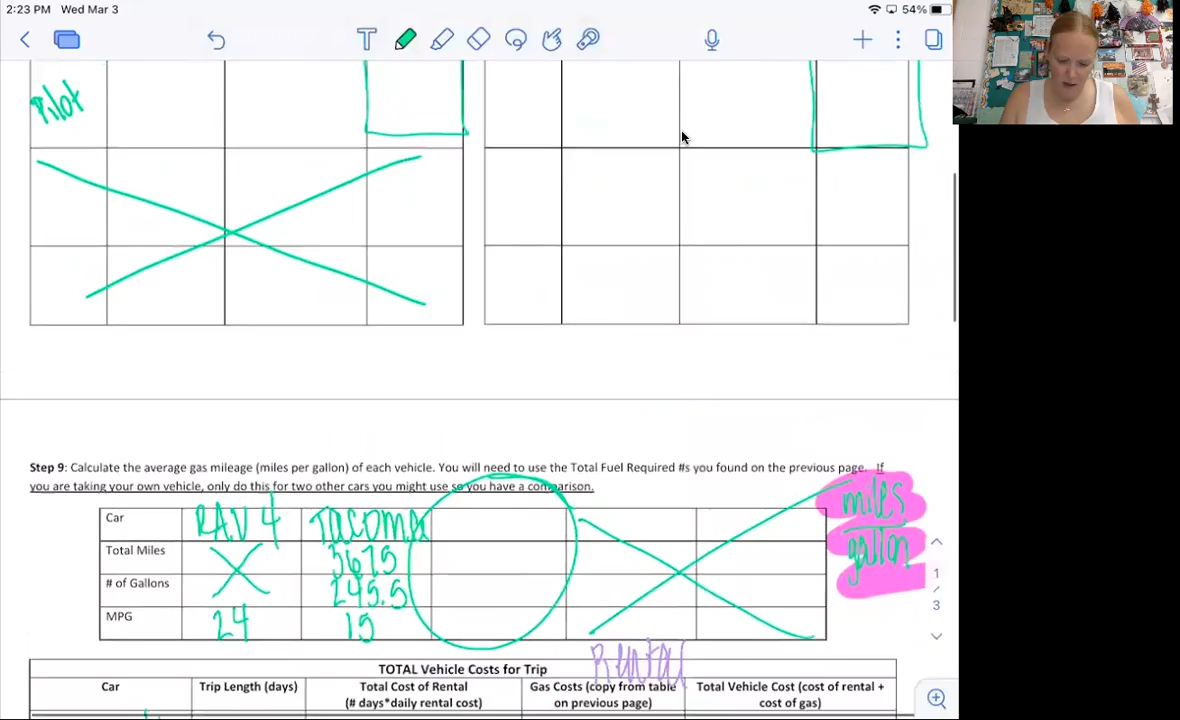 2:23 PM Wed Mar 3
54%
T
Pilot
Step 9: Calculate the average gas mileage (miles per gallon) of each vehicle. You will need to use the Total Fuel Required #s you found on the previous page. If
you are taking your own vehicle, only do this for two other cars you might use so you have a comparison.
miles
gallon
Car RAV 4 Tacoma
Total Miles 3675
# of Gallons 245.5
MPG 24 15
1
/
3
Rental
TOTAL Vehicle Costs for Trip
Car Trip Length (days) Total Cost of Rental Gas Costs (copy from table Total Vehicle Cost (cost of rental +
(# days*daily rental cost) on previous page) cost of gas)